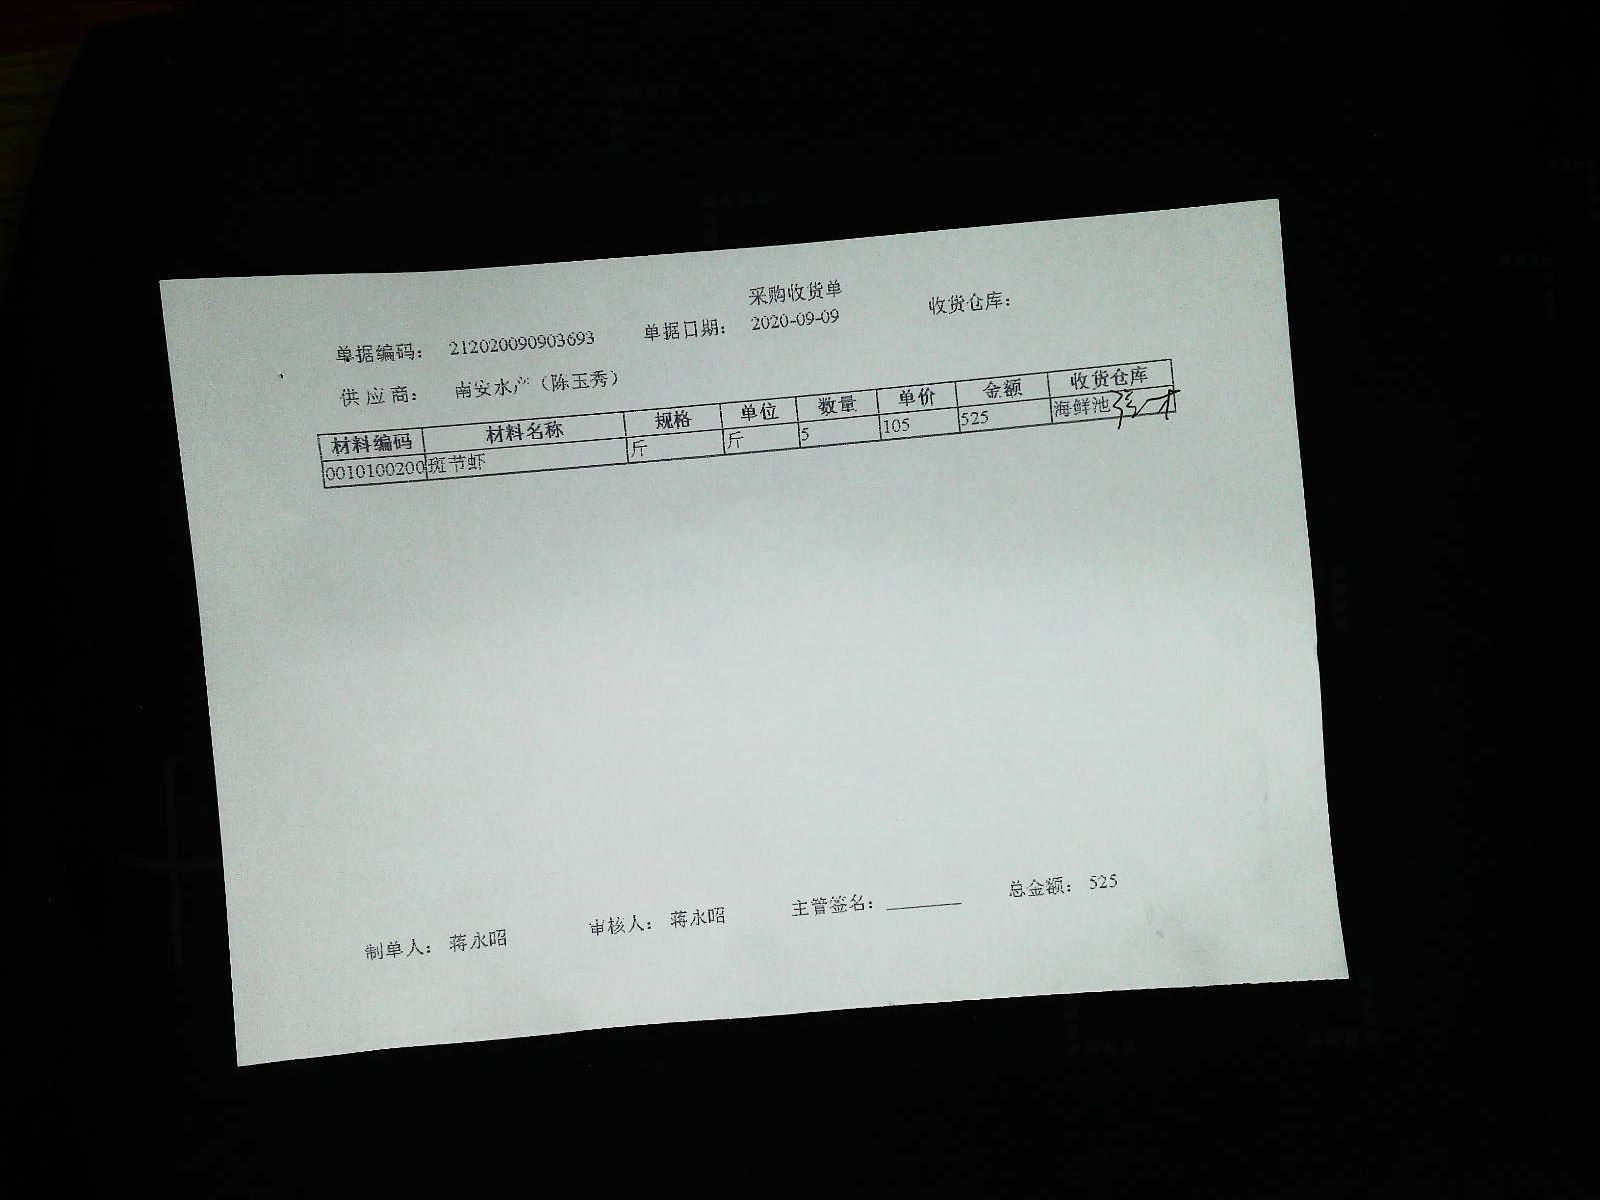 采购收货单
单据编码： 212020090903693 单据日期： 2020-09-09 收货仓库：
供 应 商： 南安水产（陈玉秀）
材料编码 材料名称 规格 单位 数量 单价 金额 收货仓库
0010100200 斑节虾 斤 斤 5 105 525 海鲜池
制单人： 蒋永昭 审核人： 蒋永昭 主管签名： 总金额： 525